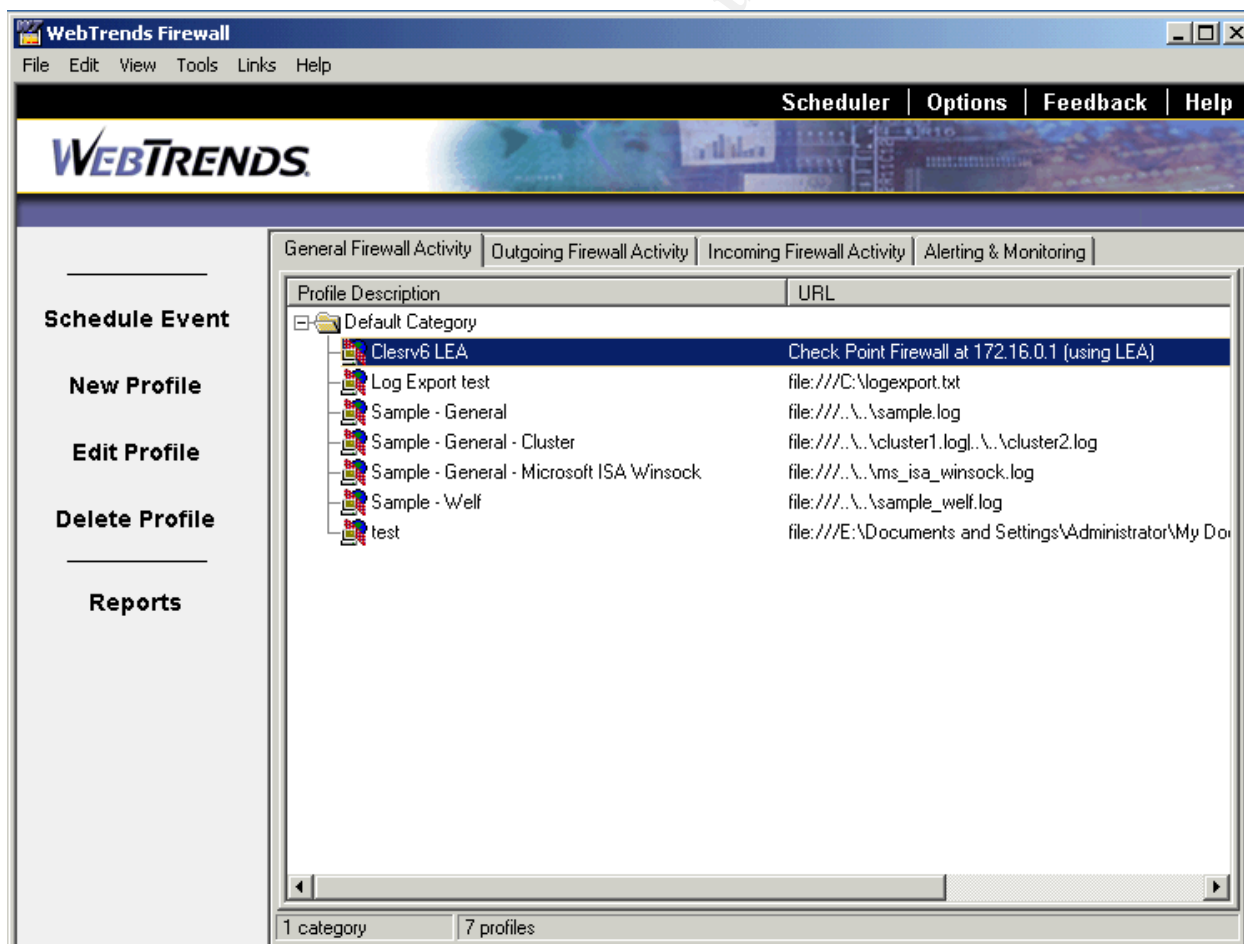 WebTrends Firewall
File Edit View Tools Links Help
Scheduler | Options | Feedback | Help
WEBTRENDS.
General Firewall Activity Outgoing Firewall Activity Incoming Firewall Activity Alerting & Monitoring
Schedule Event
New Profile
Edit Profile
Delete Profile
Reports
Profile Description URL
Default Category
Clesrv6 LEA Check Point Firewall at 172.16.0.1 (using LEA)
Log Export test file:///C:\logexport.txt
Sample - General file:///..\..\sample.log
Sample - General - Cluster file:///..\..\cluster1.log|..\..\cluster2.log
Sample - General - Microsoft ISA Winsock file:///..\..\ms_isa_winsock.log
Sample - Welf file:///..\..\sample_welf.log
test file:///E:\Documents and Settings\Administrator\My Do
1 category 7 profiles